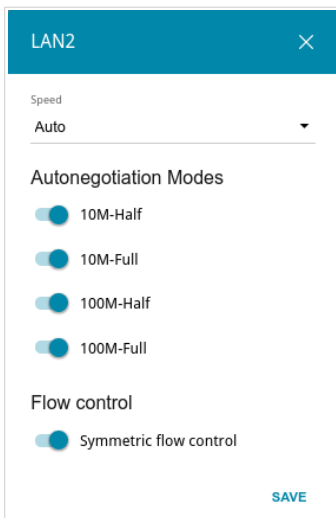 LAN2
Speed
Auto
Autonegotiation Modes
10M-Half
10M-Full
100M-Half
100M-Full
Flow control
Symmetric flow control
SAVE